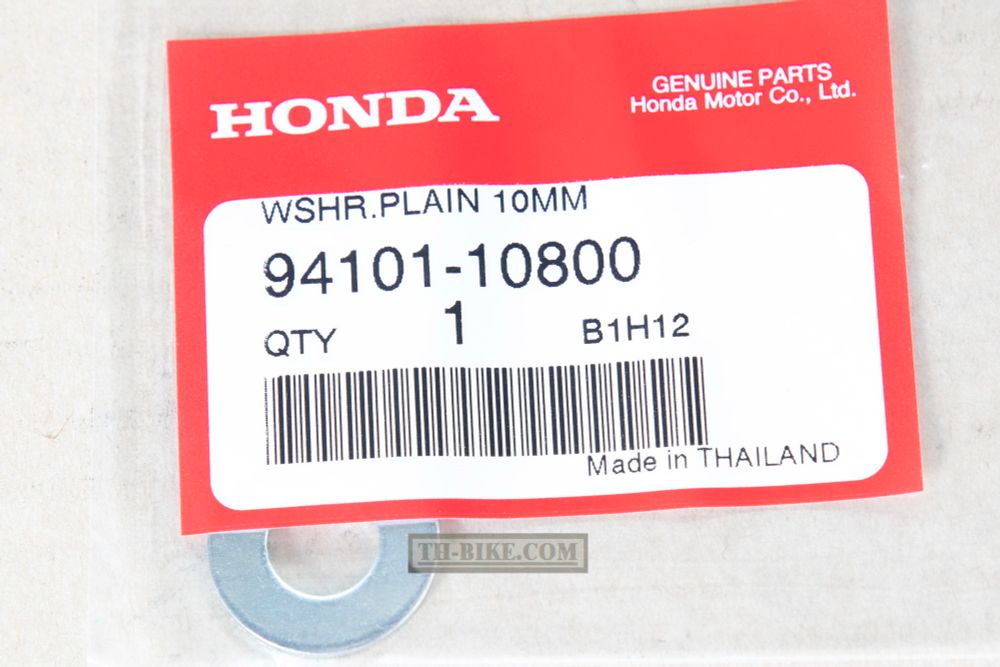 HONDA
GENUINE PARTS
Honda Motor Co., Ltd.
WSHR.PLAIN 10MM
94101-10800
QTY 1 B1H12
Made in THAILAND
TH-BIKE.COM